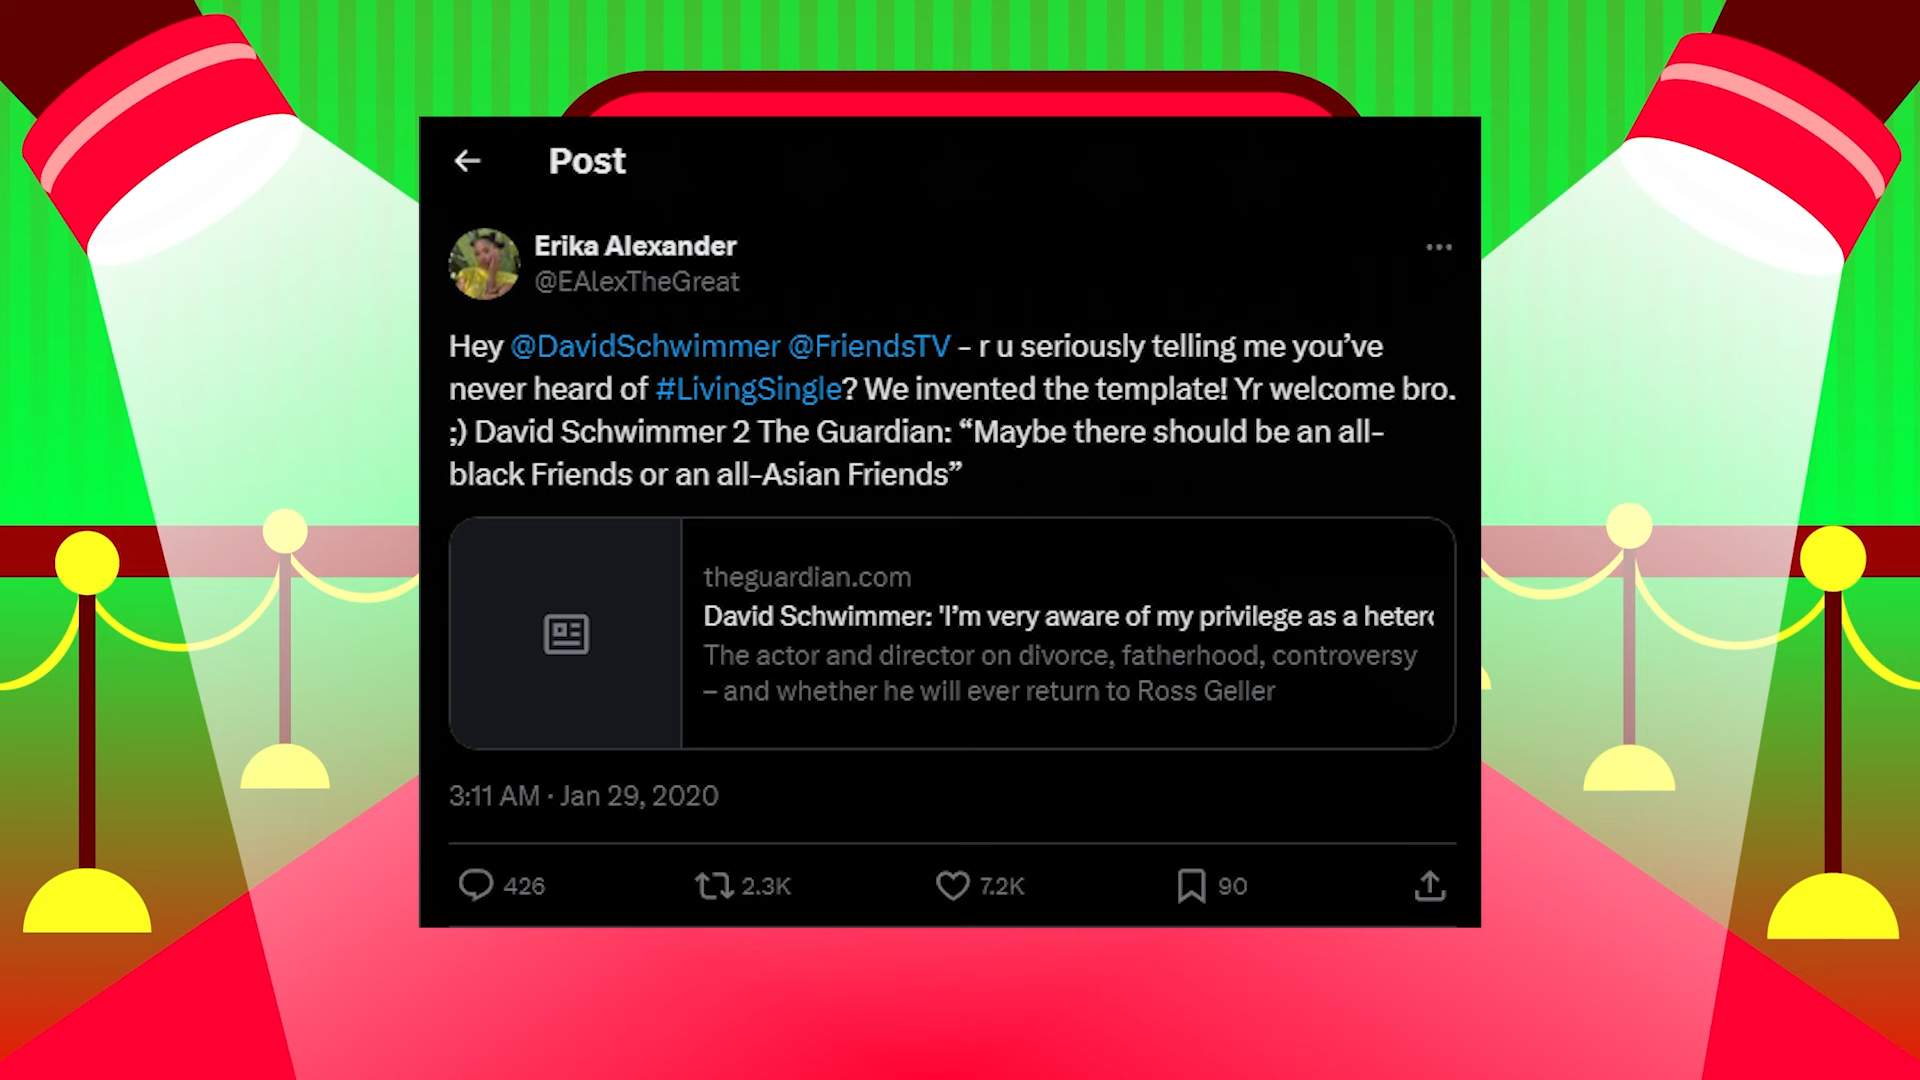 Post
Erika Alexander
@EAlexTheGreat
Hey @DavidSchwimmer @FriendsTV – r u seriously telling me you’ve
never heard of #LivingSingle? We invented the template! Yr welcome bro.
;) David Schwimmer 2 The Guardian: “Maybe there should be an all-
black Friends or an all-Asian Friends”
theguardian.com
David Schwimmer: 'I’m very aware of my privilege as a hetero
The actor and director on divorce, fatherhood, controversy
– and whether he will ever return to Ross Geller
3:11 AM · Jan 29, 2020
426 2.3K 7.2K 90